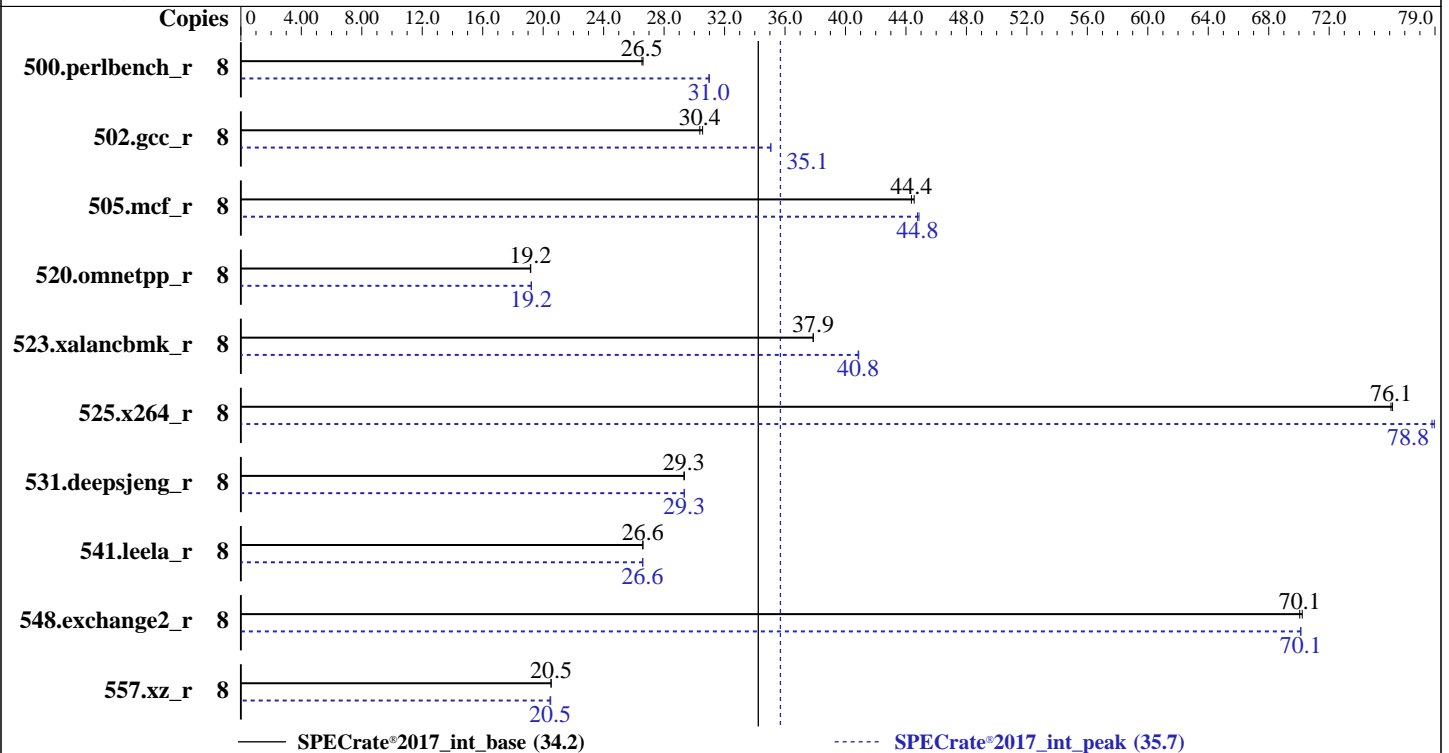 Copies 0 4.00 8.00 12.0 16.0 20.0 24.0 28.0 32.0 36.0 40.0 44.0 48.0 52.0 56.0 60.0 64.0 68.0 72.0 79.0
26.5
500.perlbench_r 8
31.0
30.4
502.gcc_r 8
35.1
44.4
505.mcf_r 8
44.8
19.2
520.omnetpp_r 8
19.2
37.9
523.xalancbmk_r 8
40.8
76.1
525.x264_r 8
78.8
29.3
531.deepsjeng_r 8
29.3
26.6
541.leela_r 8
26.6
70.1
548.exchange2_r 8
70.1
20.5
557.xz_r 8
20.5
SPECrate®2017_int_base (34.2) SPECrate®2017_int_peak (35.7)